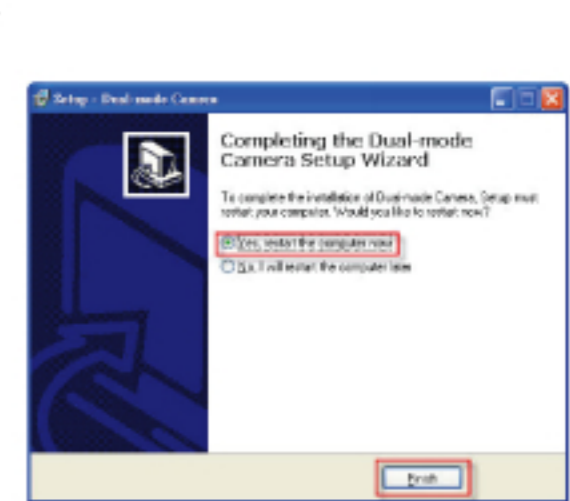 Setup - Dual-mode Camera
Completing the Dual-mode
Camera Setup Wizard
To complete the installation of Dual-mode Camera, Setup must
restart your computer. Would you like to restart now?
Yes, restart the computer now
No, I will restart the computer later
Finish